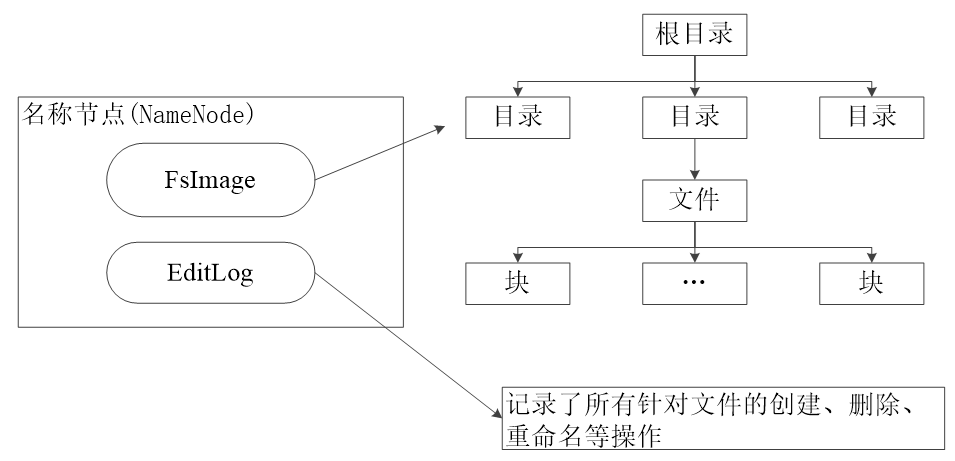 名称节点(NameNode)
FsImage
EditLog
根目录
目录
目录
目录
文件
块
…
块
记录了所有针对文件的创建、删除、
重命名等操作